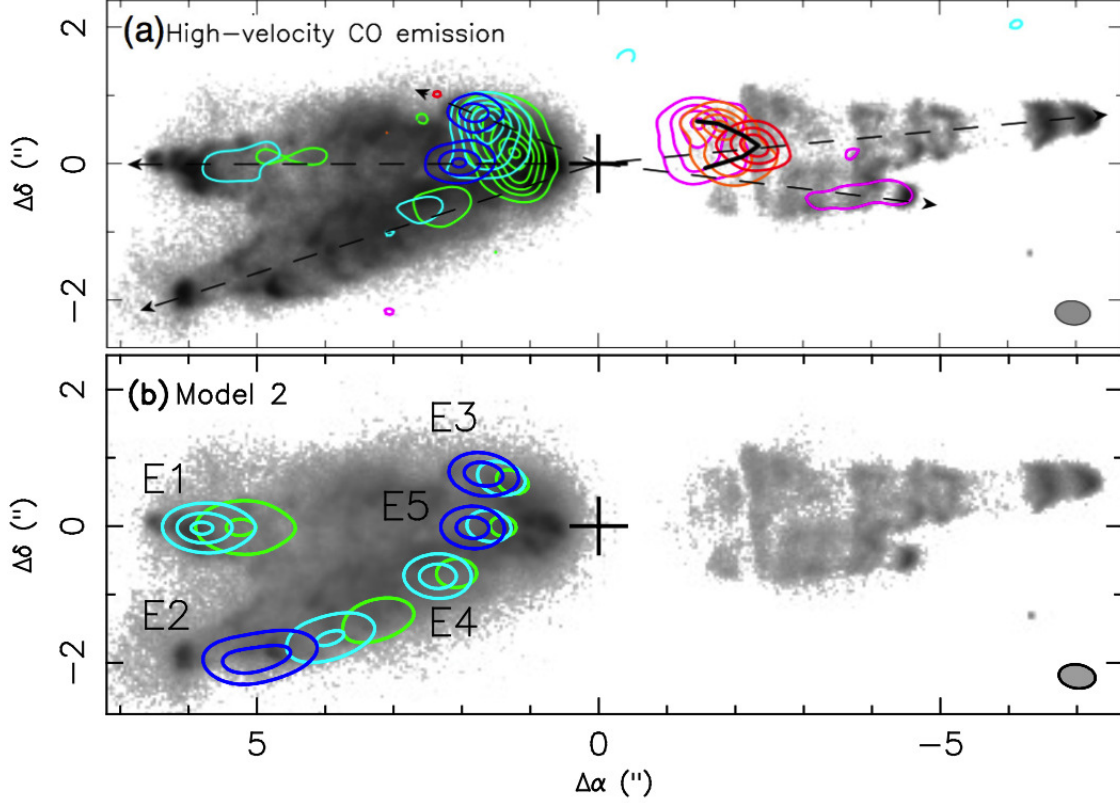 (a) High-velocity CO emission
2
0
-2
Δδ (")
(b) Model 2
E3
E1
E5
E2
E4
2
0
-2
Δδ (")
5 0 -5
Δα (")